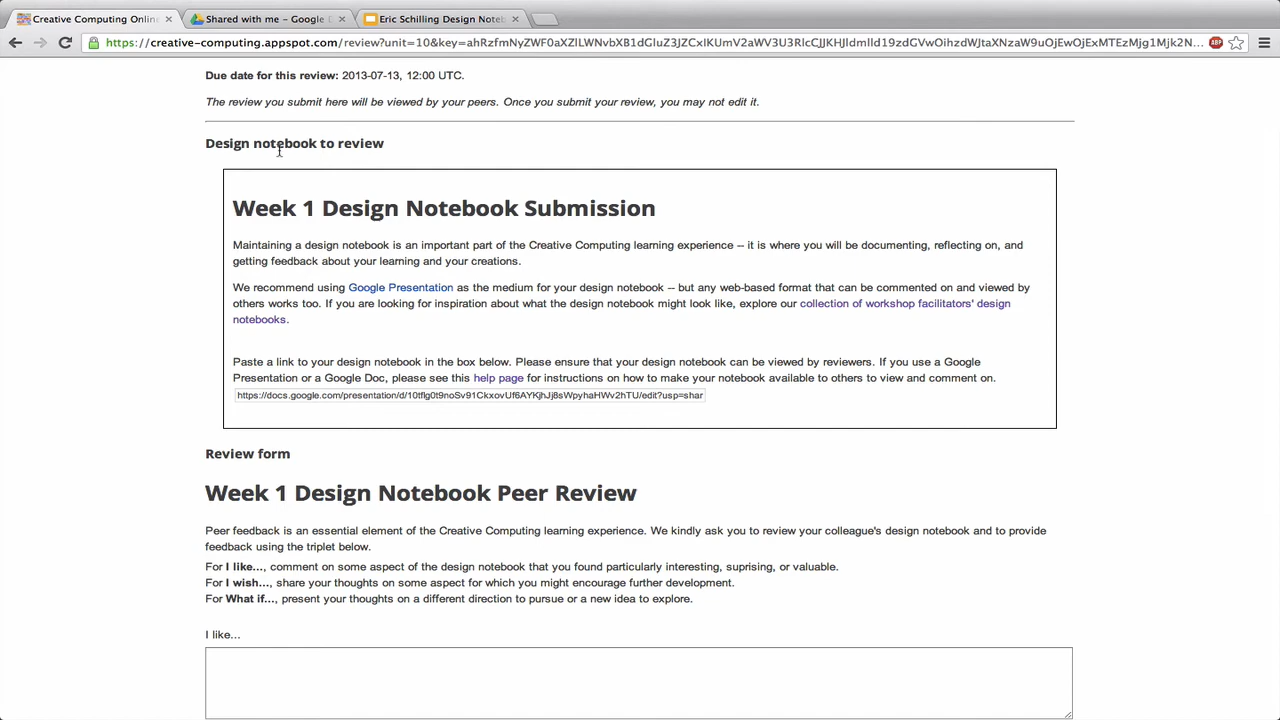 Creative Computing Onlin
Shared with me – Google D
Eric Schilling Design Noteb
https://creative-computing.appspot.com/review?unit=10&key=
ABP
Due date for this review: 2013-07-13, 12:00 UTC.
The review you submit here will be viewed by your peers. Once you submit your review, you may not edit it.
Design notebook to review
Week 1 Design Notebook Submission
Maintaining a design notebook is an important part of the Creative Computing learning experience -- it is where you will be documenting, reflecting on, and
getting feedback about your learning and your creations.
We recommend using Google Presentation as the medium for your design notebook -- but any web-based format that can be commented on and viewed by
others works too. If you are looking for inspiration about what the design notebook might look like, explore our collection of workshop facilitators' design
notebooks.
Paste a link to your design notebook in the box below. Please ensure that your design notebook can be viewed by reviewers. If you use a Google
Presentation or a Google Doc, please see this help page for instructions on how to make your notebook available to others to view and comment on.
Review form
Week 1 Design Notebook Peer Review
Peer feedback is an essential element of the Creative Computing learning experience. We kindly ask you to review your colleague's design notebook and to provide
feedback using the triplet below.
For I like..., comment on some aspect of the design notebook that you found particularly interesting, suprising, or valuable.
For I wish..., share your thoughts on some aspect for which you might encourage further development.
For What if..., present your thoughts on a different direction to pursue or a new idea to explore.
I like...